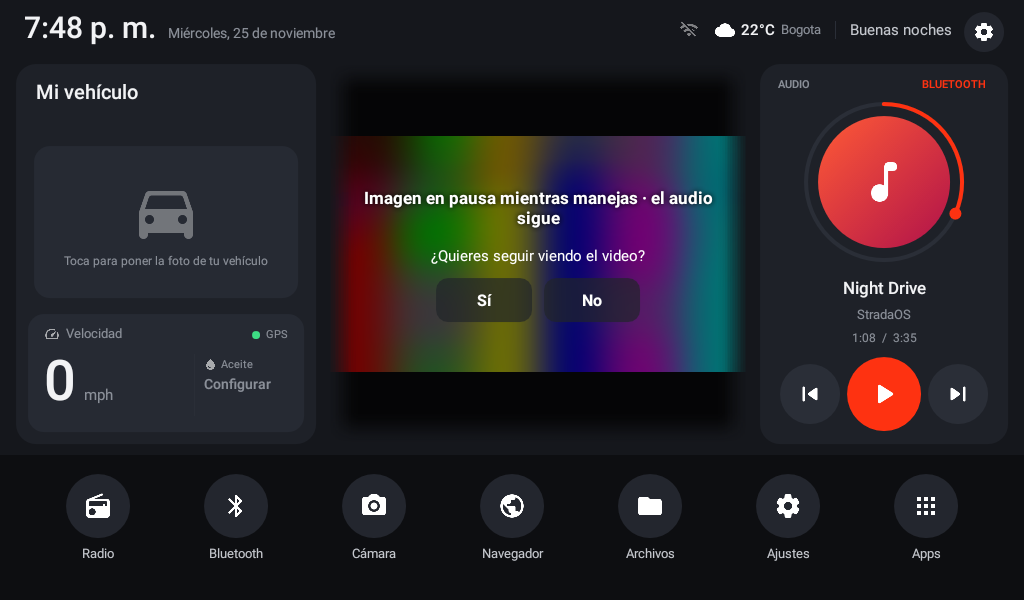 7:48 p. m.
Miércoles, 25 de noviembre
22°C Bogota
Buenas noches
Mi vehículo
Toca para poner la foto de tu vehículo
Velocidad
GPS
0 mph
Aceite
Configurar
Imagen en pausa mientras manejas · el audio
sigue
¿Quieres seguir viendo el video?
Sí
No
AUDIO
BLUETOOTH
Night Drive
StradaOS
1:08 / 3:35
Radio
Bluetooth
Cámara
Navegador
Archivos
Ajustes
Apps